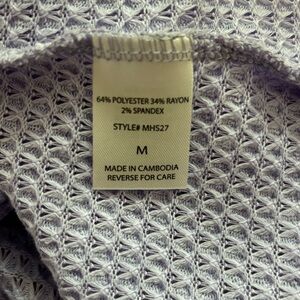 64% POLYESTER 34% RAYON
2% SPANDEX
STYLE# MHS27
M
MADE IN CAMBODIA
REVERSE FOR CARE